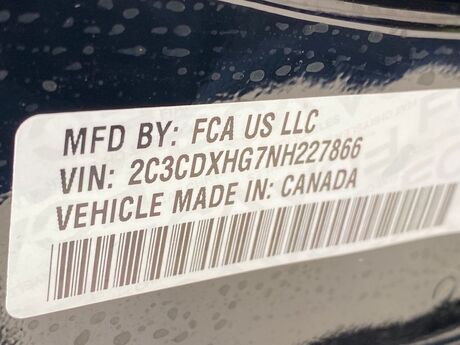 MFD BY: FCA US LLC
VIN: 2C3CDXHG7NH227866
VEHICLE MADE IN: CANADA